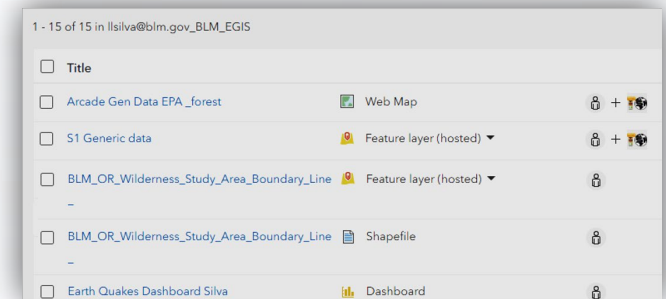 1 - 15 of 15 in llsilva@blm.gov_BLM_EGIS
Title
Arcade Gen Data EPA _forest Web Map
S1 Generic data Feature layer (hosted)
BLM_OR_Wilderness_Study_Area_Boundary_Line Feature layer (hosted)
_
BLM_OR_Wilderness_Study_Area_Boundary_Line Shapefile
_
Earth Quakes Dashboard Silva Dashboard